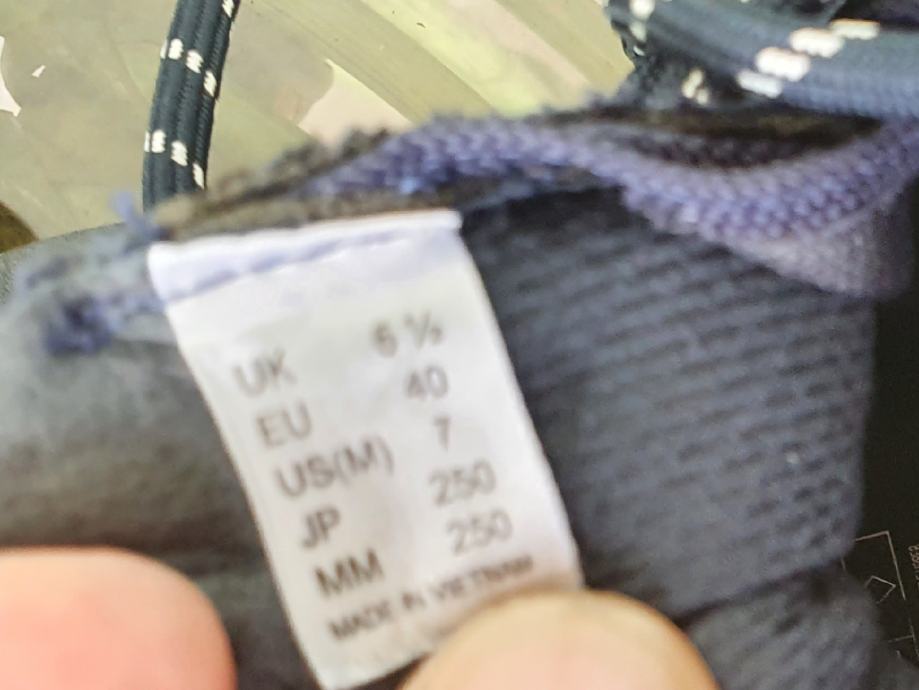 UK 6 ½
EU 40
US(M) 7
JP 250
MM 250
MADE IN VIETNAM